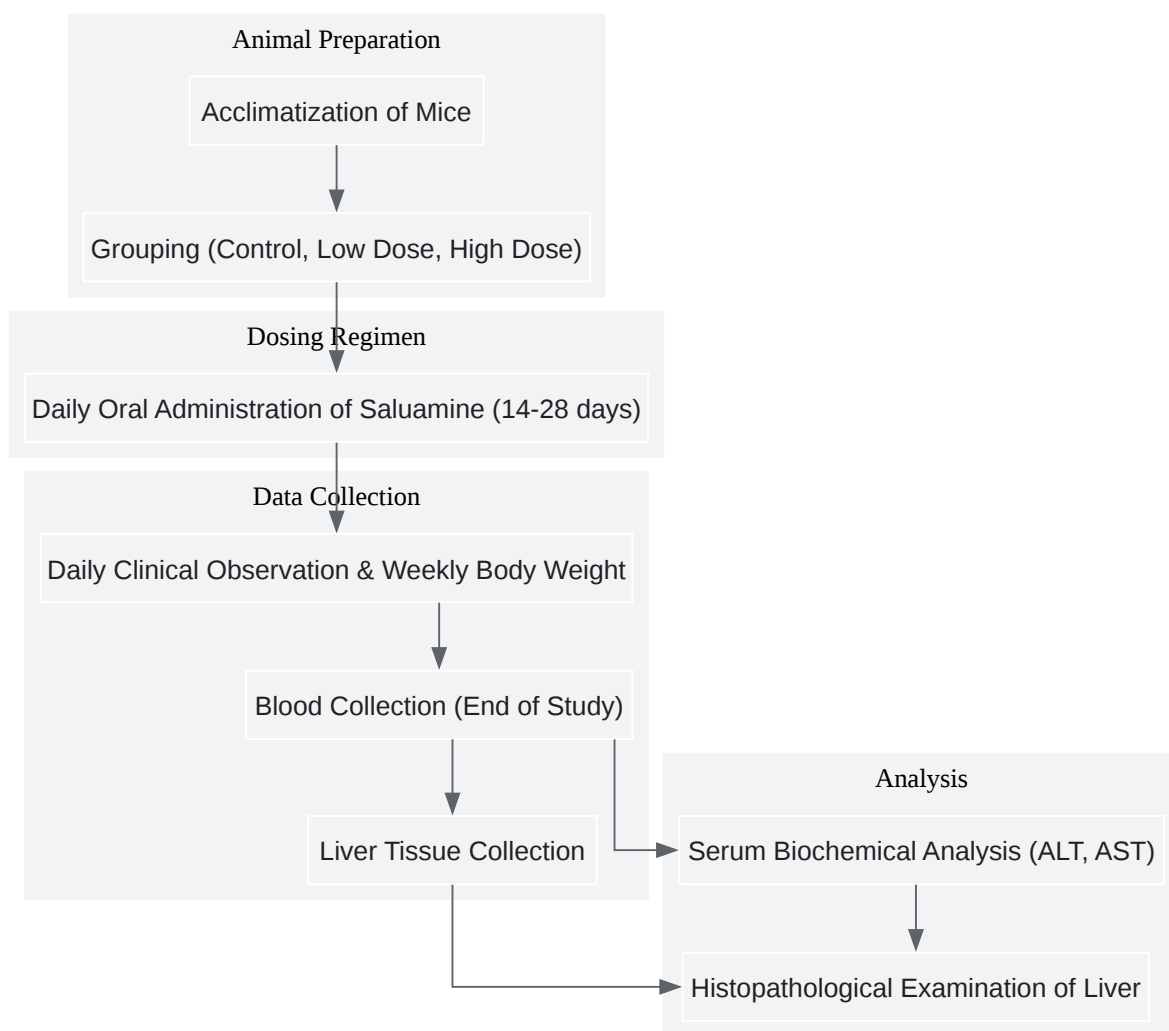 Animal Preparation
Acclimatization of Mice
Grouping (Control, Low Dose, High Dose)
Dosing Regimen
Daily Oral Administration of Saluamine (14-28 days)
Data Collection
Daily Clinical Observation & Weekly Body Weight
Blood Collection (End of Study)
Liver Tissue Collection
Analysis
Serum Biochemical Analysis (ALT, AST)
Histopathological Examination of Liver